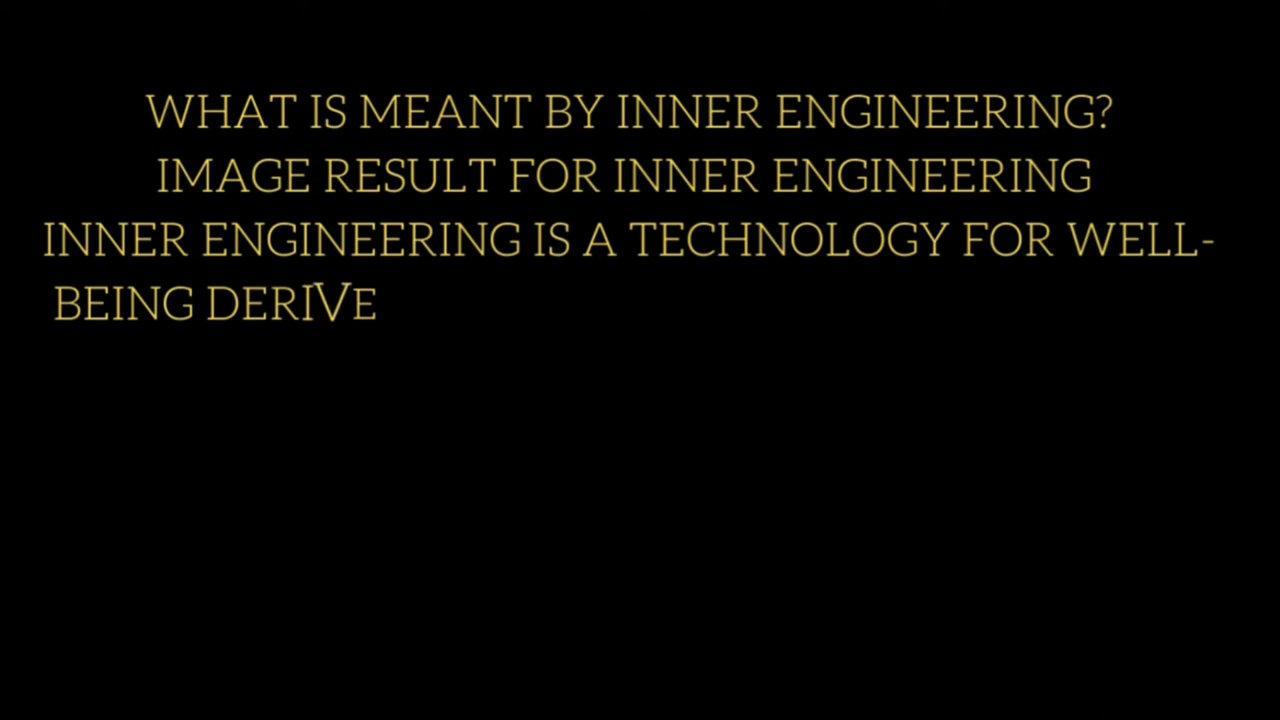 WHAT IS MEANT BY INNER ENGINEERING?
IMAGE RESULT FOR INNER ENGINEERING
INNER ENGINEERING IS A TECHNOLOGY FOR WELL-
BEING DERIVE